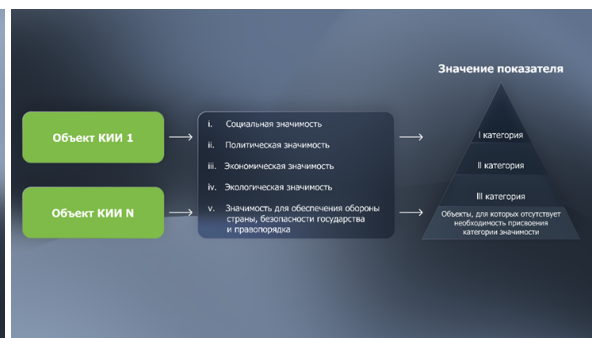 Значение показателя
Объект КИИ 1
Объект КИИ N
i. Социальная значимость
ii. Политическая значимость
iii. Экономическая значимость
iv. Экологическая значимость
v. Значимость для обеспечения обороны
страны, безопасности государства
и правопорядка
I категория
II категория
III категория
Объекты, для которых отсутствует
необходимость присвоения
категории значимости